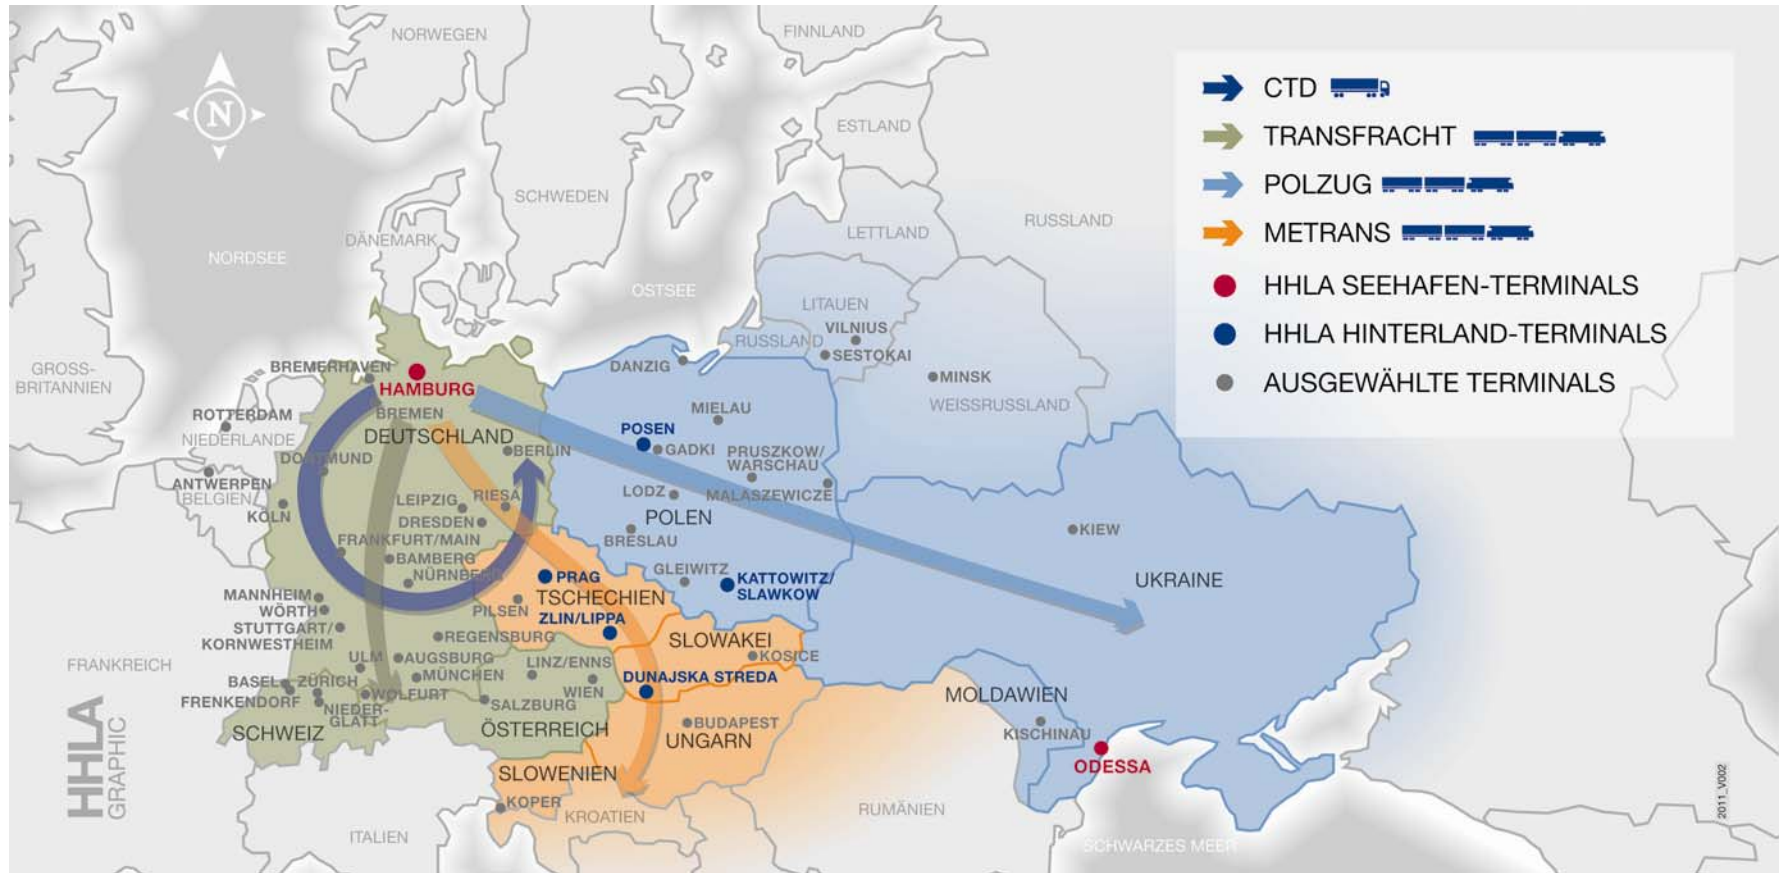 NORWEGEN
FINNLAND
N
ESTLAND
SCHWEDEN
RUSSLAND
DÄNEMARK
LETTLAND
NORDSEE
OSTSEE
LITAUEN
VILNIUS
RUSSLAND
SESTOKAI
GROSS-
BRITANNIEN
BREMERHAVEN
DANZIG
MINSK
WEISSRUSSLAND
HAMBURG
ROTTERDAM
BREMEN
MIELAU
NIEDERLANDE
DEUTSCHLAND
POSEN
BERLIN
GADKI
PRUSZKOW/
WARSCHAU
DORTMUND
ANTWERPEN
BELGIEN
LEIPZIG
RIESA
LODZ
MALASZEWICZE
KÖLN
DRESDEN
POLEN
KIEW
FRANKFURT/MAIN
BRESLAU
BAMBERG
NÜRNBERG
PRAG
GLEIWITZ
KATTOWITZ/
SLAWKOW
UKRAINE
MANNHEIM
WÖRTH
PILSEN
TSCHECHIEN
ZLIN/LIPPA
STUTTGART/
KORNWESTHEIM
REGENSBURG
SLOWAKEI
KOSICE
FRANKREICH
ULM
AUGSBURG
LINZ/ENNS
BASEL
ZÜRICH
MÜNCHEN
DUNAJSKA STREDA
FRENKENDORF
WOLFURT
WIEN
MOLDAWIEN
NIEDER-
GLATT
SALZBURG
SCHWEIZ
ÖSTERREICH
BUDAPEST
UNGARN
KISCHINAU
ODESSA
SLOWENIEN
KOPER
KROATIEN
RUMÄNIEN
ITALIEN
SCHWARZES MEER
HHLA
GRAPHIC
CTD
TRANSFRACHT
POLZUG
METRANS
HHLA SEEHAFEN-TERMINALS
HHLA HINTERLAND-TERMINALS
AUSGEWÄHLTE TERMINALS
2011_V002